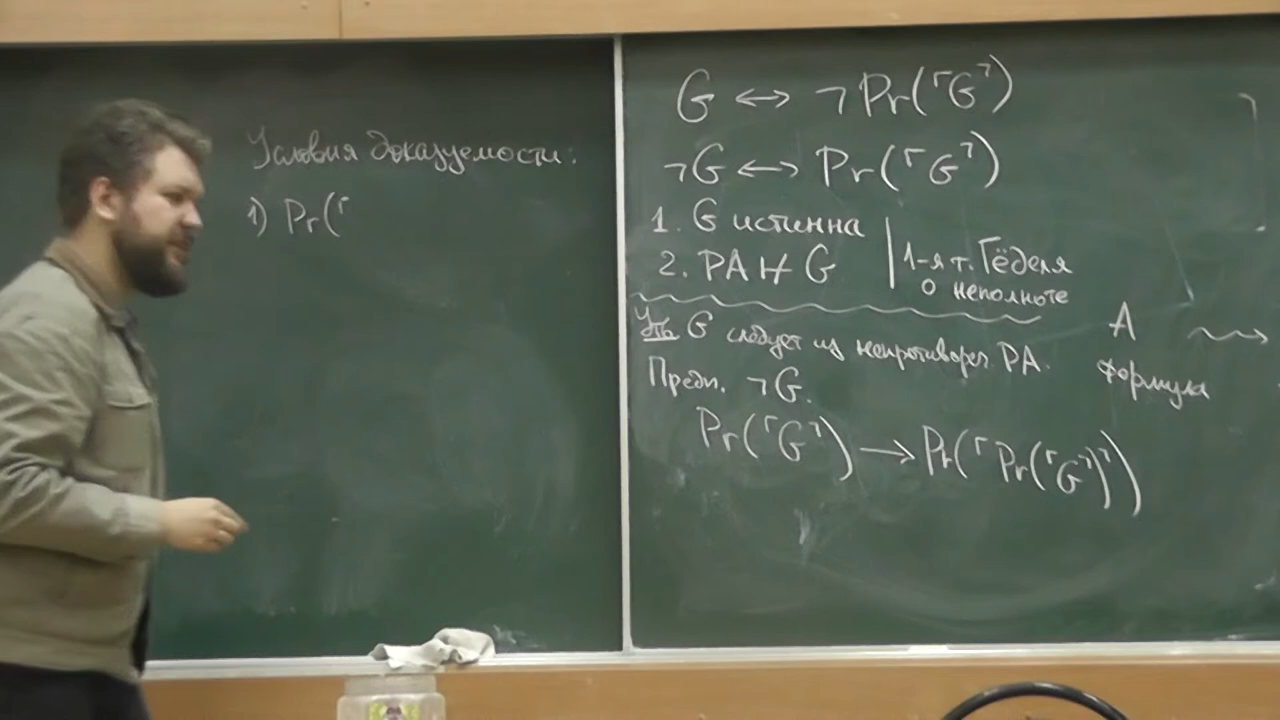 Условия доказуемости:
1) Pr(⌜
G ↔ ¬Pr(⌜G⌝)
¬G ↔ Pr(⌜G⌝)
1. G истинна
2. PA ⊬ G
1-я т. Гёделя
о неполноте
Утв G следует из непротивореч. PA.
Предп. ¬G.
Pr(⌜G⌝) → Pr(⌜Pr(⌜G⌝)⌝)
A
формула